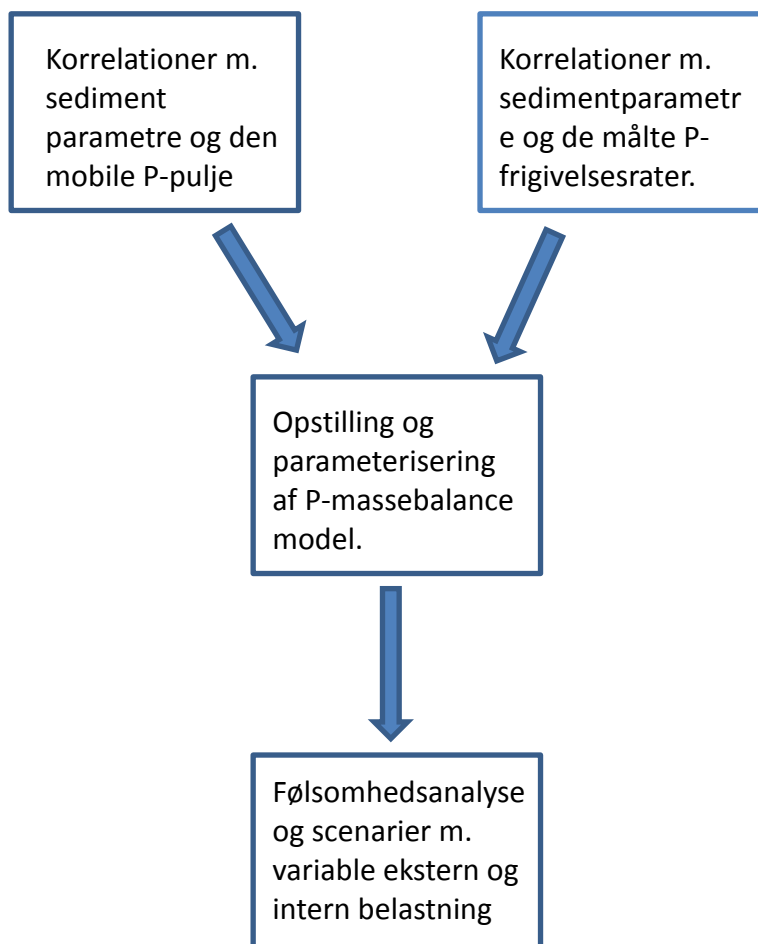 Korrelationer m.
sediment
parametre og den
mobile P-pulje
Korrelationer m.
sedimentparametr
e og de målte P-
frigivelsesrater.
Opstilling og
parameterisering
af P-massebalance
model.
Følsomhedsanalyse
og scenarier m.
variable ekstern og
intern belastning